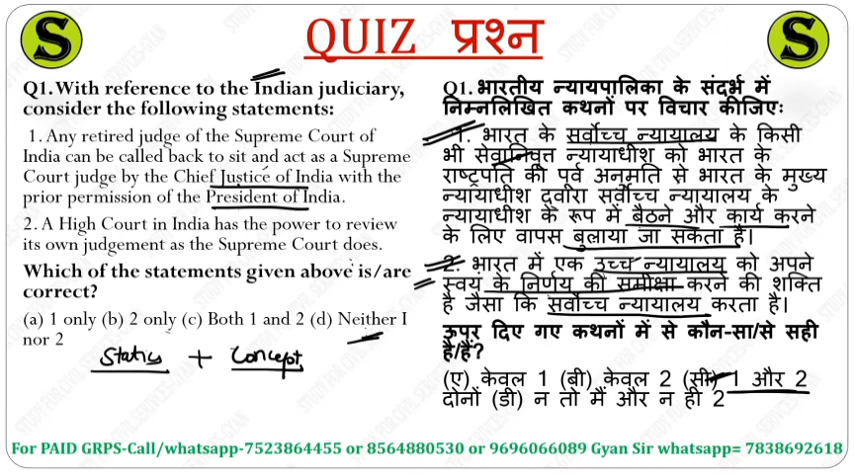 S
QUIZ प्रश्न
S
Q1. With reference to the Indian judiciary,
consider the following statements:
1. Any retired judge of the Supreme Court of
India can be called back to sit and act as a Supreme
Court judge by the Chief Justice of India with the
prior permission of the President of India.
2. A High Court in India has the power to review
its own judgement as the Supreme Court does.
Which of the statements given above is/are
correct?
(a) 1 only (b) 2 only (c) Both 1 and 2 (d) Neither I
nor 2
Static + Concept
Q1. भारतीय न्यायपालिका के संदर्भ में
निम्नलिखित कथनों पर विचार कीजिए:
1. भारत के सर्वोच्च न्यायालय के किसी
भी सेवानिवृत न्यायाधीश को भारत के
राष्ट्रपति की पूर्व अनुमति से भारत के मुख्य
न्यायाधीश द्वारा सर्वोच्च न्यायालय के
न्यायाधीश के रूप में बैठने और कार्य करने
के लिए वापस बुलाया जा सकता है।
2. भारत में एक उच्च न्यायालय को अपने
स्वयं के निर्णय की समीक्षा करने की शक्ति
है जैसा कि सर्वोच्च न्यायालय करता है।
ऊपर दिए गए कथनों में से कौन-सा/से सही
है/हैं?
(ए) केवल 1 (बी) केवल 2 (सी) 1 और 2
दोनों (डी) न तो मैं और न ही 2
For PAID GRPS-Call/whatsapp-7523864455 or 8564880530 or 9696066089 Gyan Sir whatsapp= 7838692618